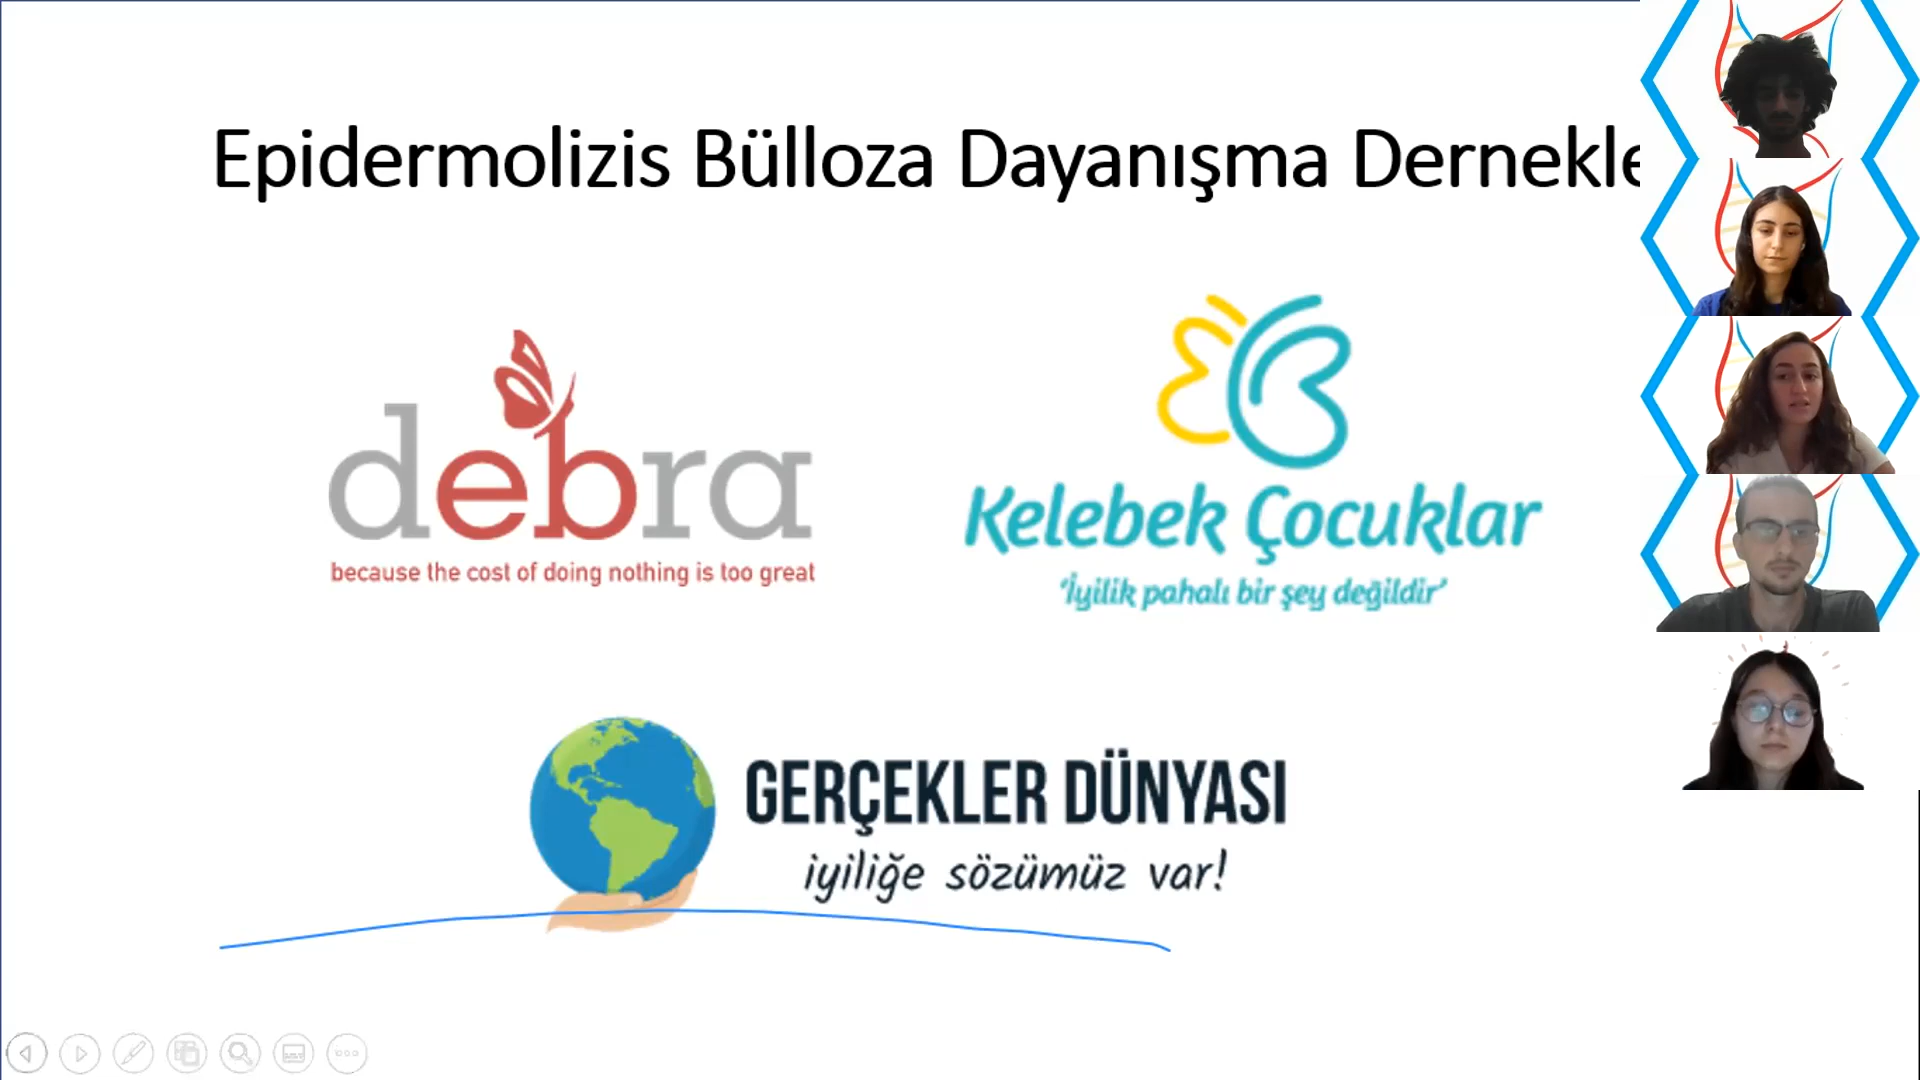 Epidermolizis Bülloza Dayanışma Dernekle
debra
because the cost of doing nothing is too great
Kelebek Çocuklar
‘İyilik pahalı bir şey değildir’
GERÇEKLER DÜNYASI
iyiliğe sözümüz var!